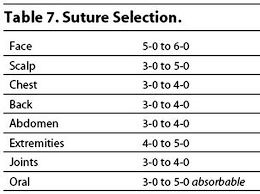 Table 7. Suture Selection.
Face 5-0 to 6-0
Scalp 3-0 to 5-0
Chest 3-0 to 4-0
Back 3-0 to 4-0
Abdomen 3-0 to 4-0
Extremities 4-0 to 5-0
Joints 3-0 to 4-0
Oral 3-0 to 5-0 absorbable